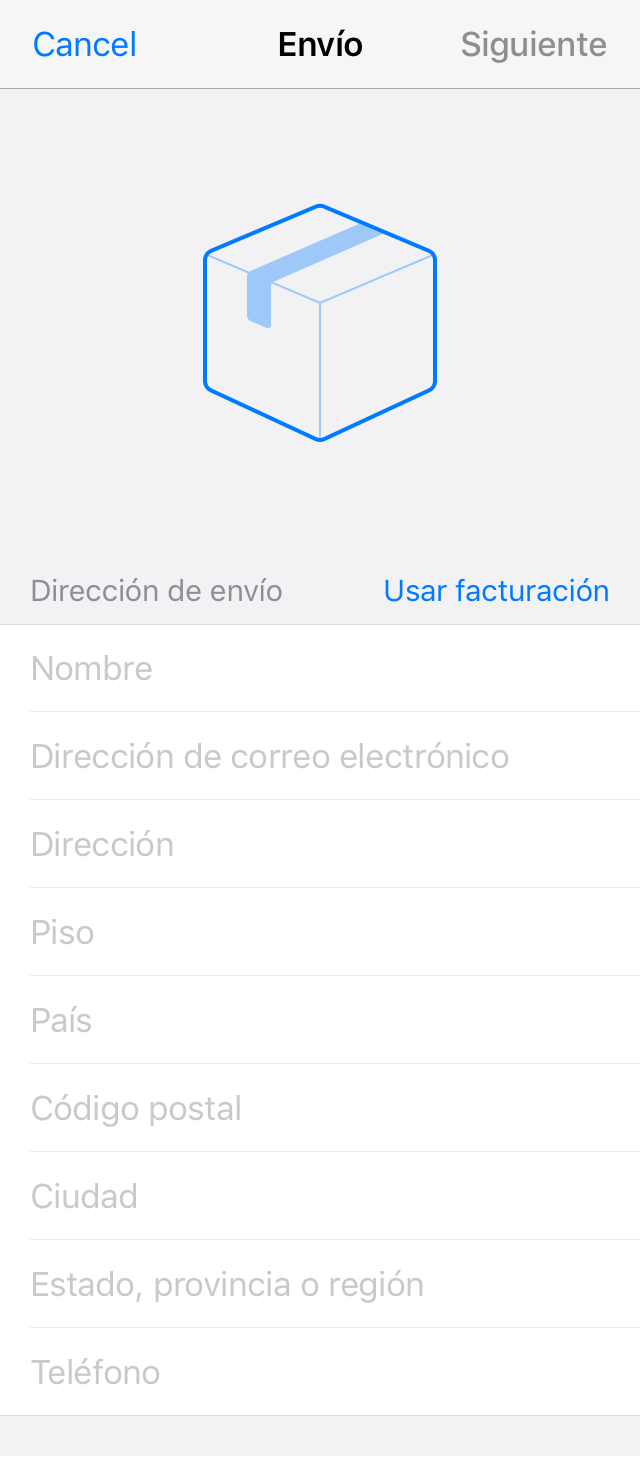 Cancel Envío Siguiente
Dirección de envío Usar facturación
Nombre
Dirección de correo electrónico
Dirección
Piso
País
Código postal
Ciudad
Estado, provincia o región
Teléfono